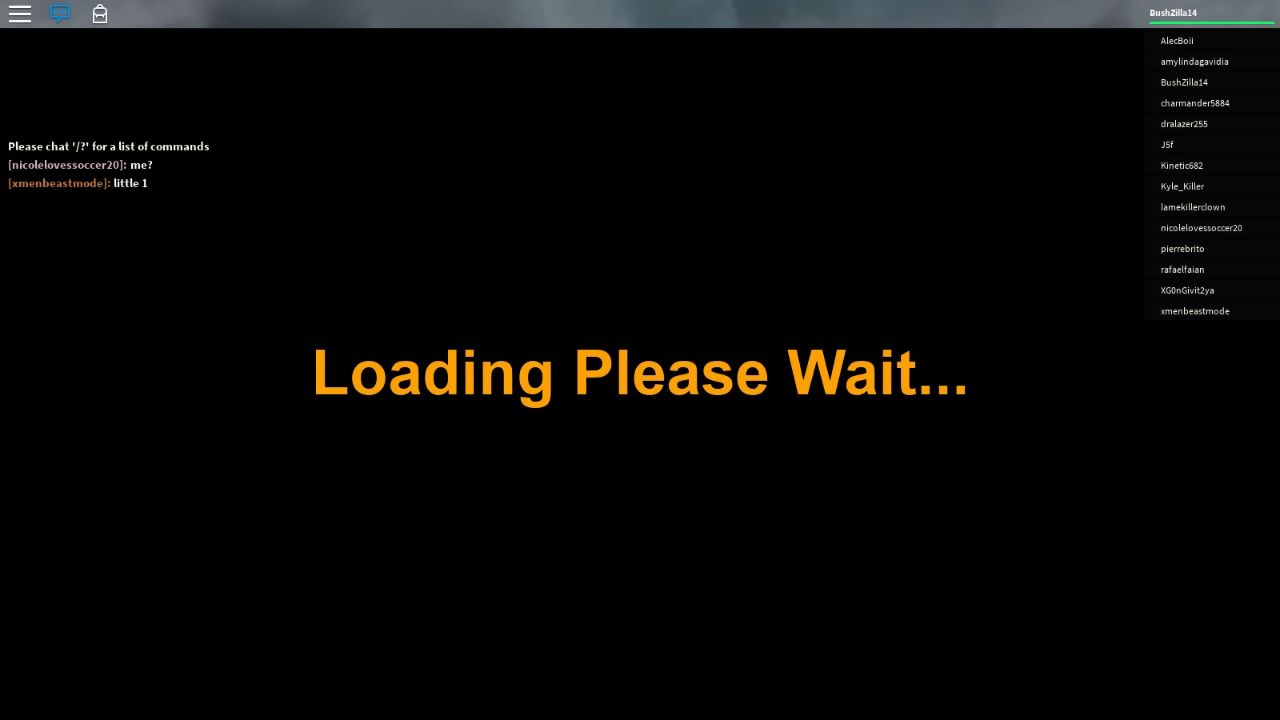 BushZilla14
AlecBoii
amylindagavidia
BushZilla14
charmander5884
dralazer255
J5f
Kinetic682
Kyle_Killer
lamekillerclown
nicolelovessoccer20
pierrebrito
rafaelfaian
XG0nGivit2ya
xmenbeastmode
Please chat '/?' for a list of commands
[nicolelovessoccer20]: me?
[xmenbeastmode]: little 1
Loading Please Wait...